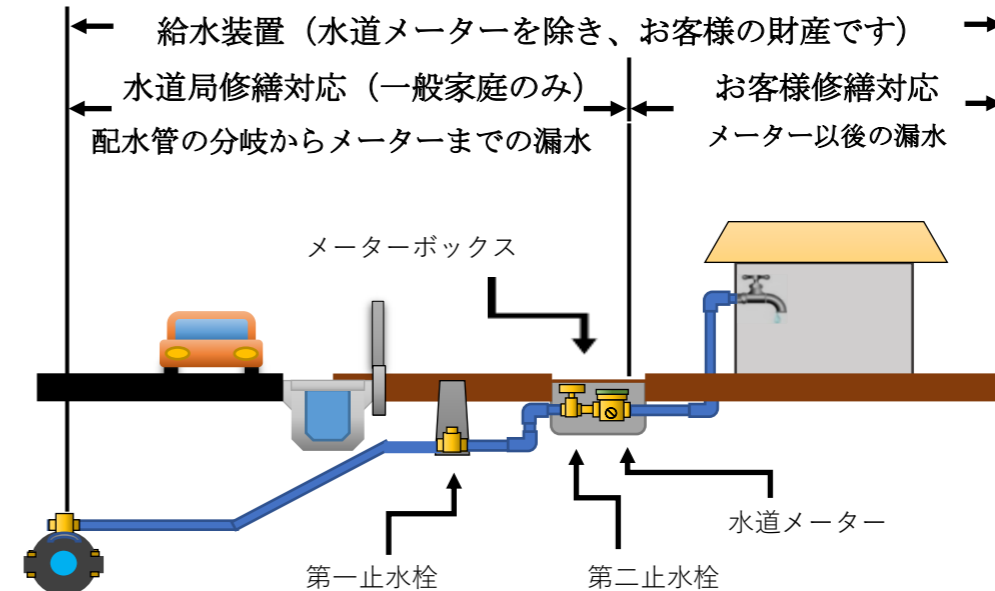 給水装置（水道メーターを除き、お客様の財産です）
水道局修繕対応（一般家庭のみ）
配水管の分岐からメーターまでの漏水
お客様修繕対応
メーター以後の漏水
メーターボックス
水道メーター
第一止水栓
第二止水栓